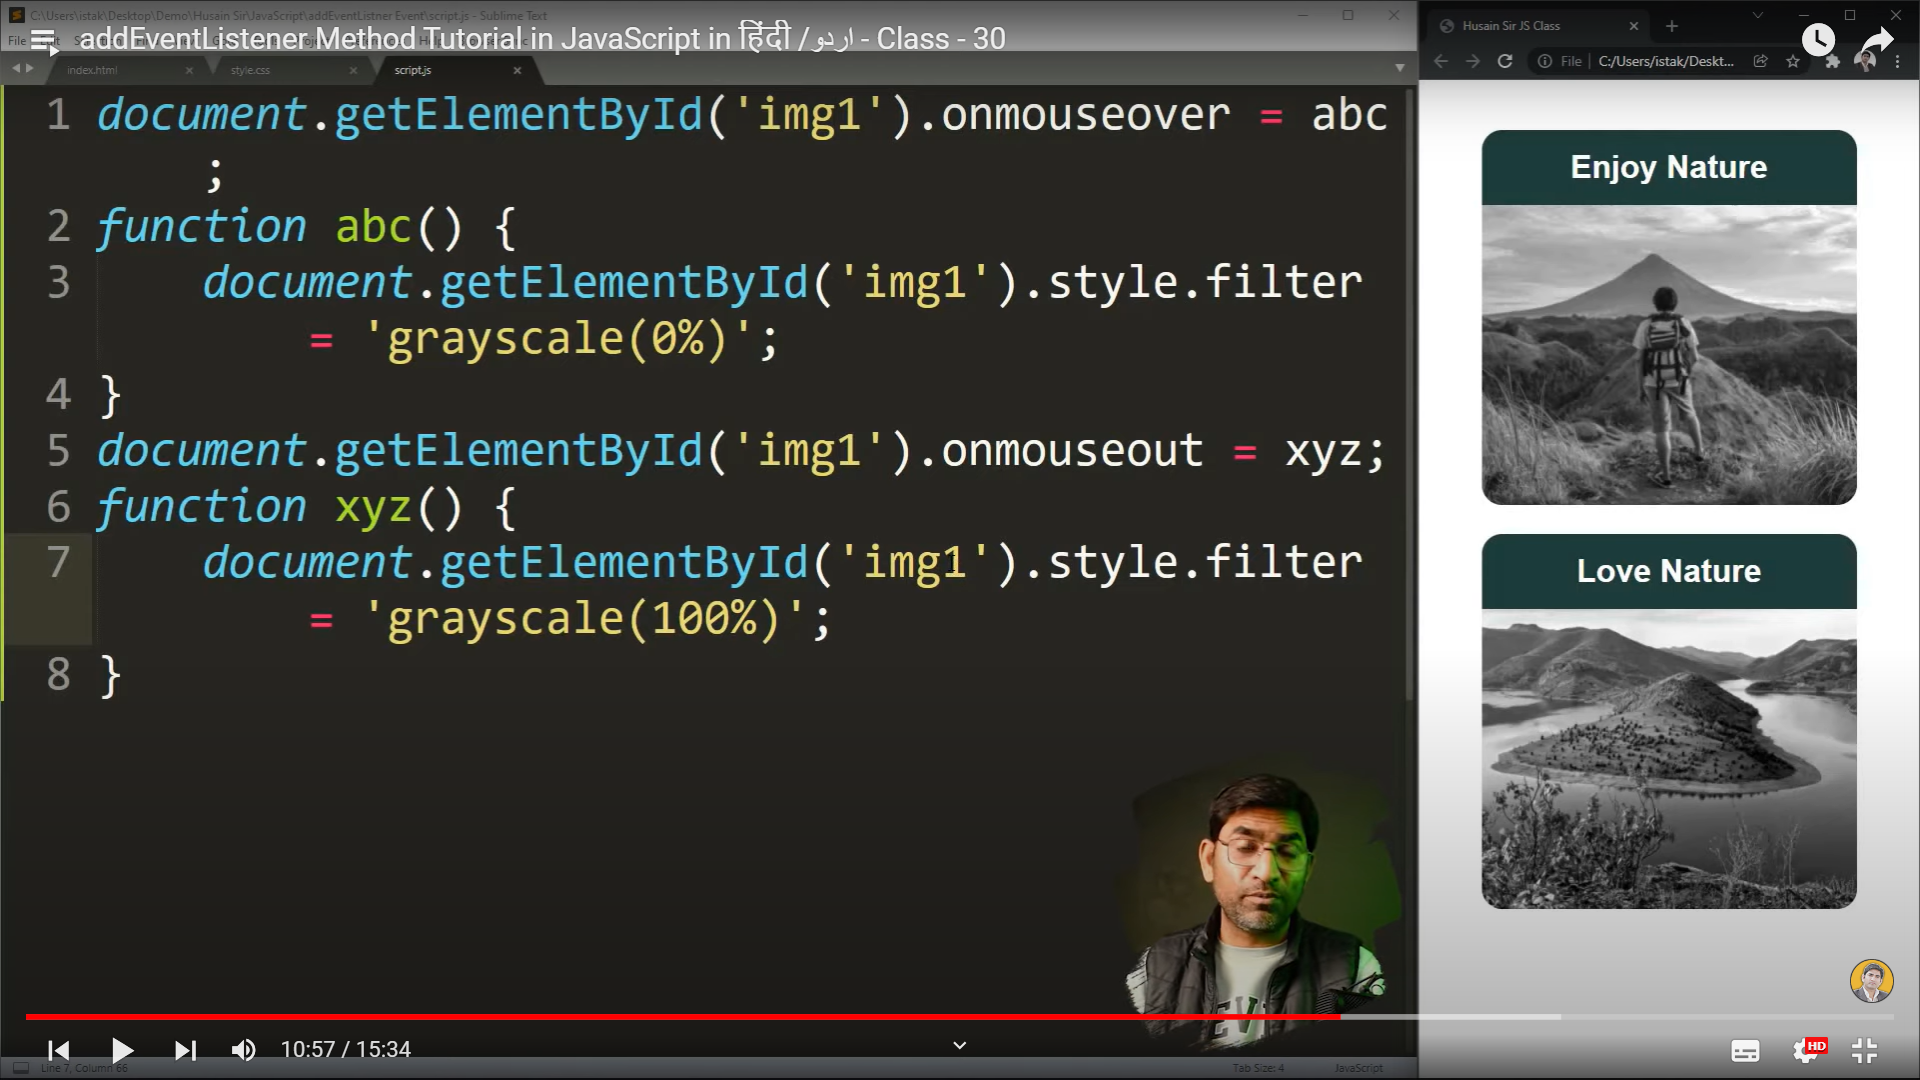 C:\Users\istak\Desktop\Demo\Husain Sir\JavaScript\addEventListner Event\script.js - Sublime Text
addEventListener Method Tutorial in JavaScript in हिंदी / اردو - Class - 30
index.html
style.css
script.js
1 document.getElementById('img1').onmouseover = abc
;
2 function abc() {
3 document.getElementById('img1').style.filter
= 'grayscale(0%)';
4 }
5 document.getElementById('img1').onmouseout = xyz;
6 function xyz() {
7 document.getElementById('img1').style.filter
= 'grayscale(100%)';
8 }
Husain Sir JS Class
File
C:/Users/istak/Deskt...
Enjoy Nature
Love Nature
10:57 / 15:34
HD
Line 7, Column 66
Tab Size: 4
JavaScript